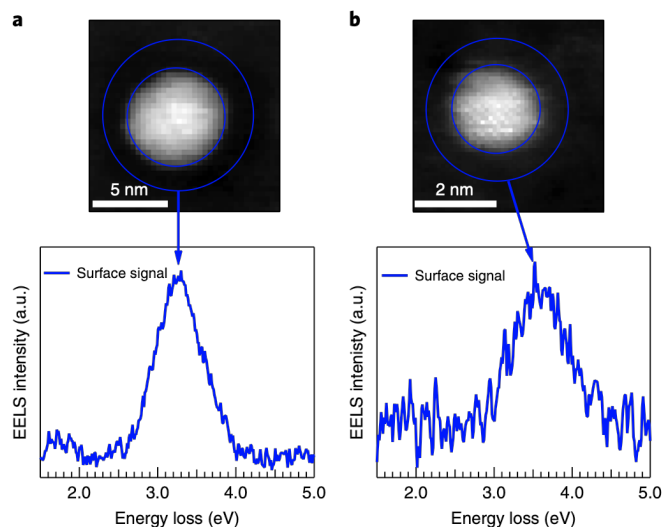 a
b
5 nm
2 nm
Surface signal
Surface signal
EELS intensity (a.u.)
EELS intenisty (a.u.)
2.0 3.0 4.0 5.0
2.0 3.0 4.0 5.0
Energy loss (eV)
Energy loss (eV)